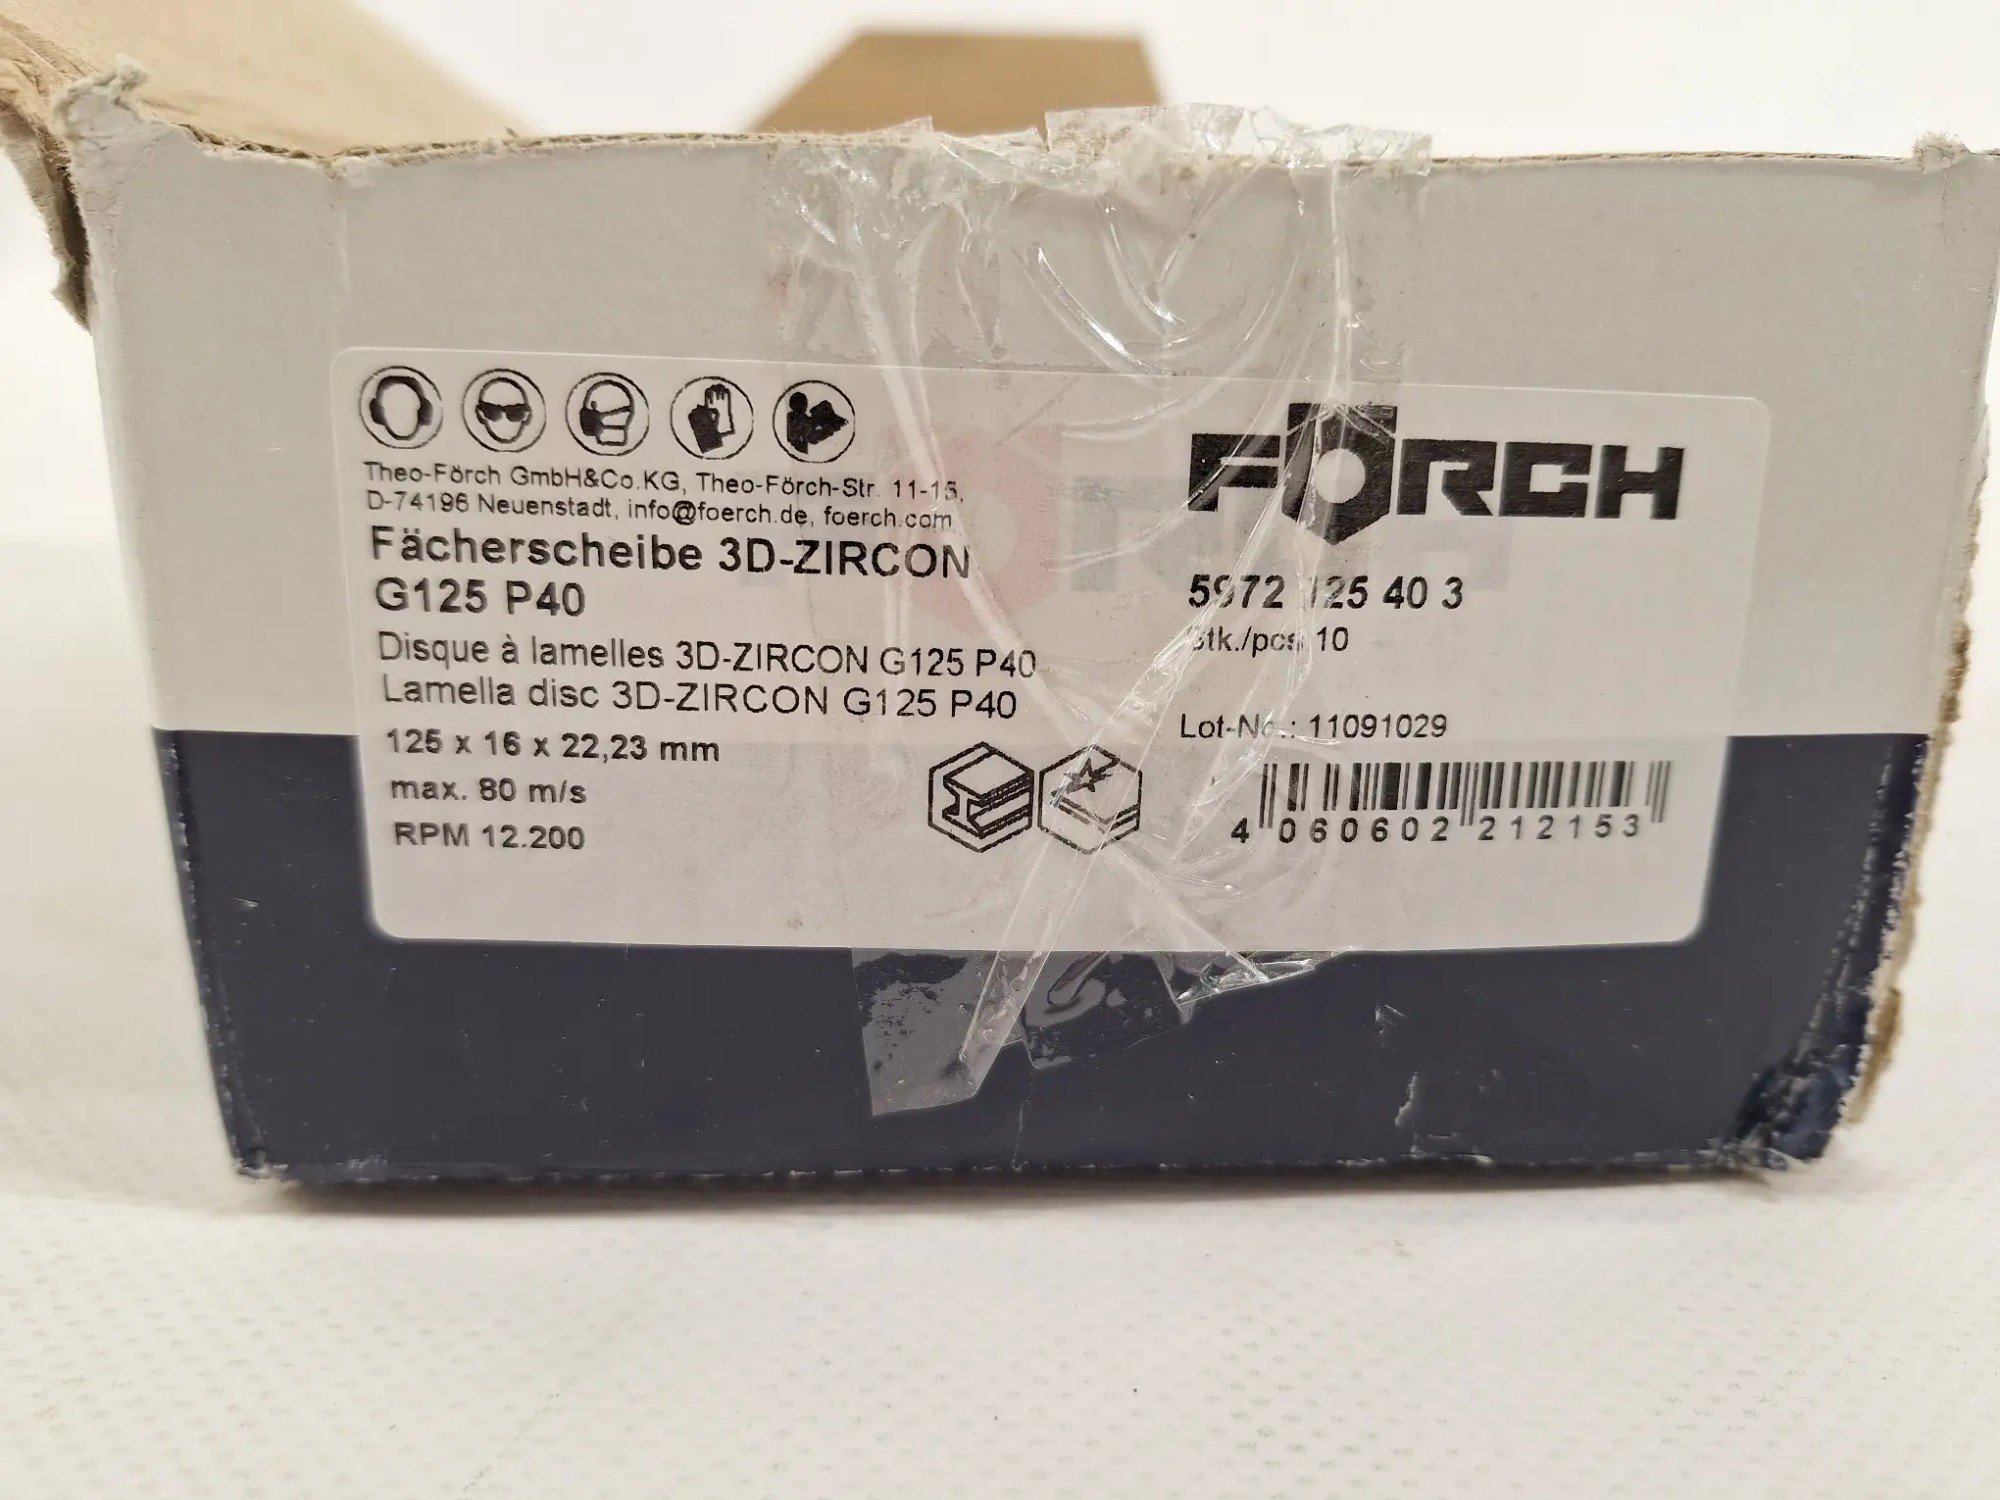 Theo-Förch GmbH&Co.KG, Theo-Förch-Str. 11-15,
D-74196 Neuenstadt, info@foerch.de, foerch.com
Fächerscheibe 3D-ZIRCON
G125 P40
Disque à lamelles 3D-ZIRCON G125 P40
Lamella disc 3D-ZIRCON G125 P40
125 x 16 x 22,23 mm
max. 80 m/s
RPM 12.200
FÖRCH
5972 125 40 3
Stk./pcs 10
Lot-No.: 11091029
4 060602 212153